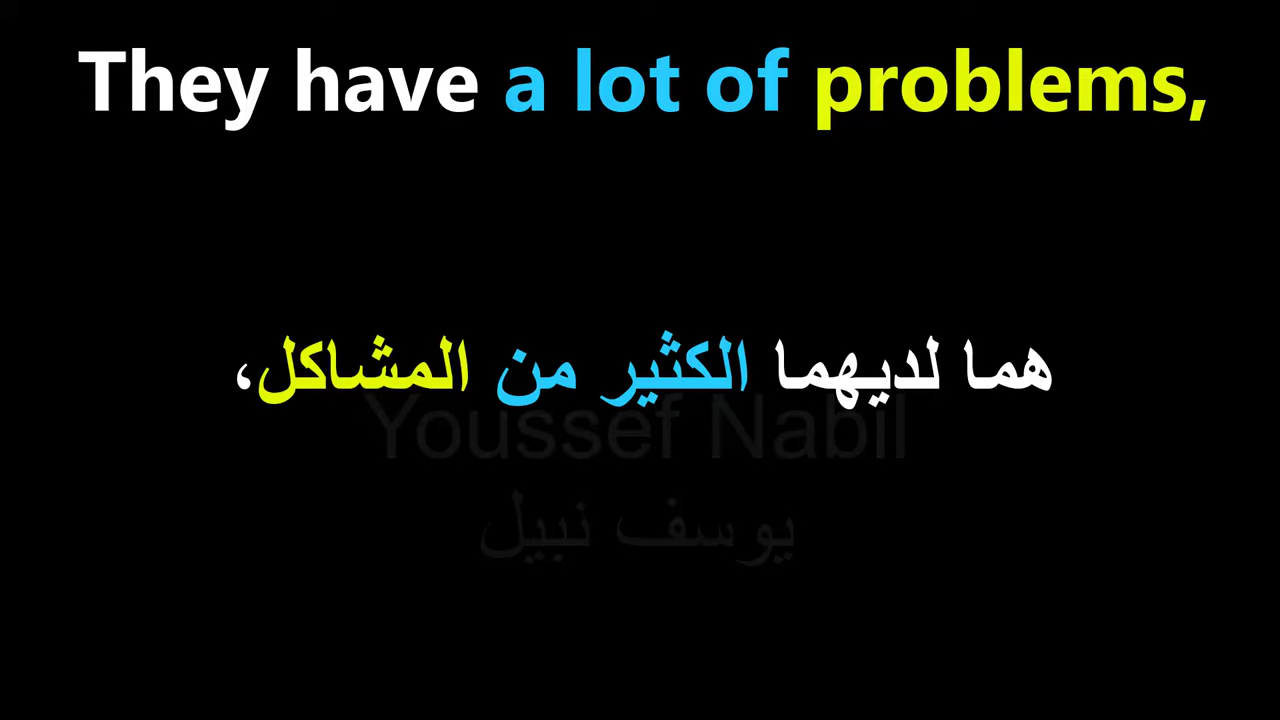 They have a lot of problems,
هما لديهما الكثير من المشاكل،
Youssef Nabil
يوسف نبيل